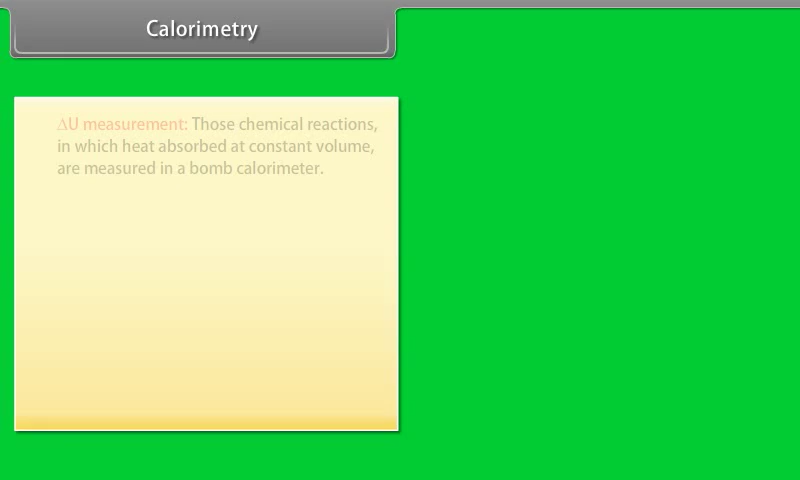 Calorimetry
ΔU measurement: Those chemical reactions,
in which heat absorbed at constant volume,
are measured in a bomb calorimeter.